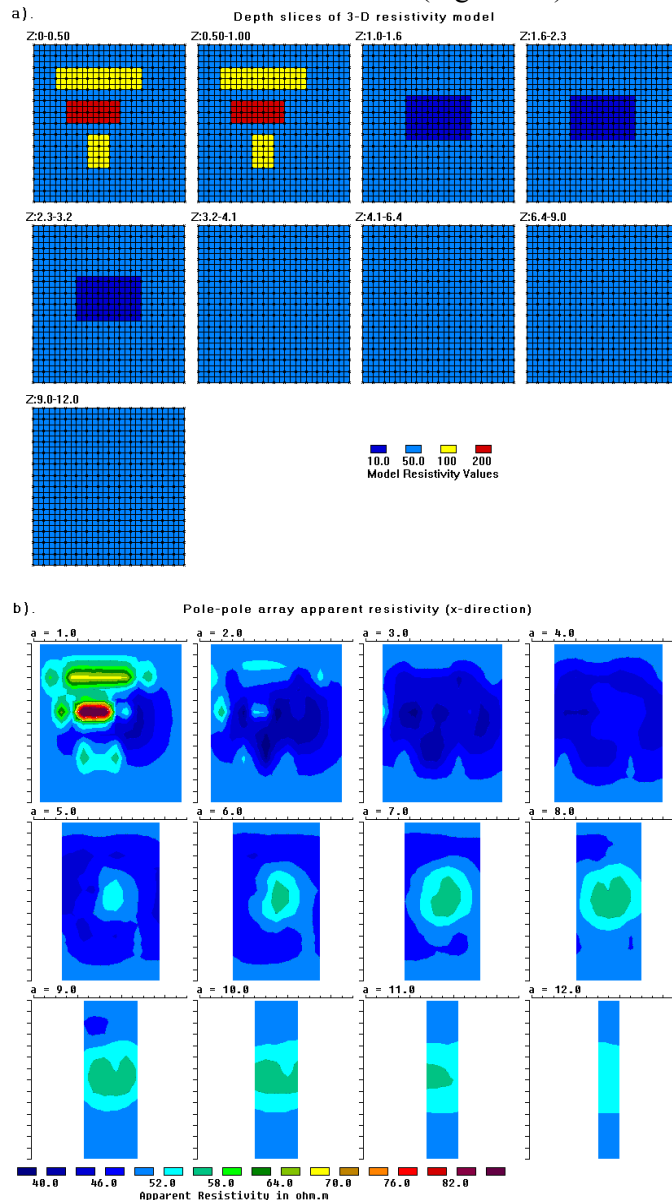 a).
Depth slices of 3-D resistivity model
Z:0-0.50 Z:0.50-1.00 Z:1.0-1.6 Z:1.6-2.3
Z:2.3-3.2 Z:3.2-4.1 Z:4.1-6.4 Z:6.4-9.0
Z:9.0-12.0
10.0 50.0 100 200
Model Resistivity Values
b).
Pole-pole array apparent resistivity (x-direction)
a = 1.0 a = 2.0 a = 3.0 a = 4.0
a = 5.0 a = 6.0 a = 7.0 a = 8.0
a = 9.0 a = 10.0 a = 11.0 a = 12.0
40.0 46.0 52.0 58.0 64.0 70.0 76.0 82.0
Apparent Resistivity in ohm.m